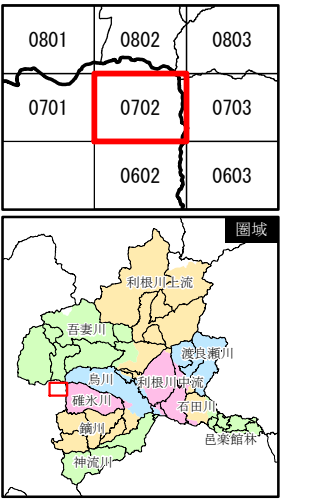 0801 0802 0803
0701 0702 0703
0602 0603
圏域
利根川上流
吾妻川
渡良瀬川
烏川 利根川中流
碓氷川
石田川
鏑川
邑楽館林
神流川